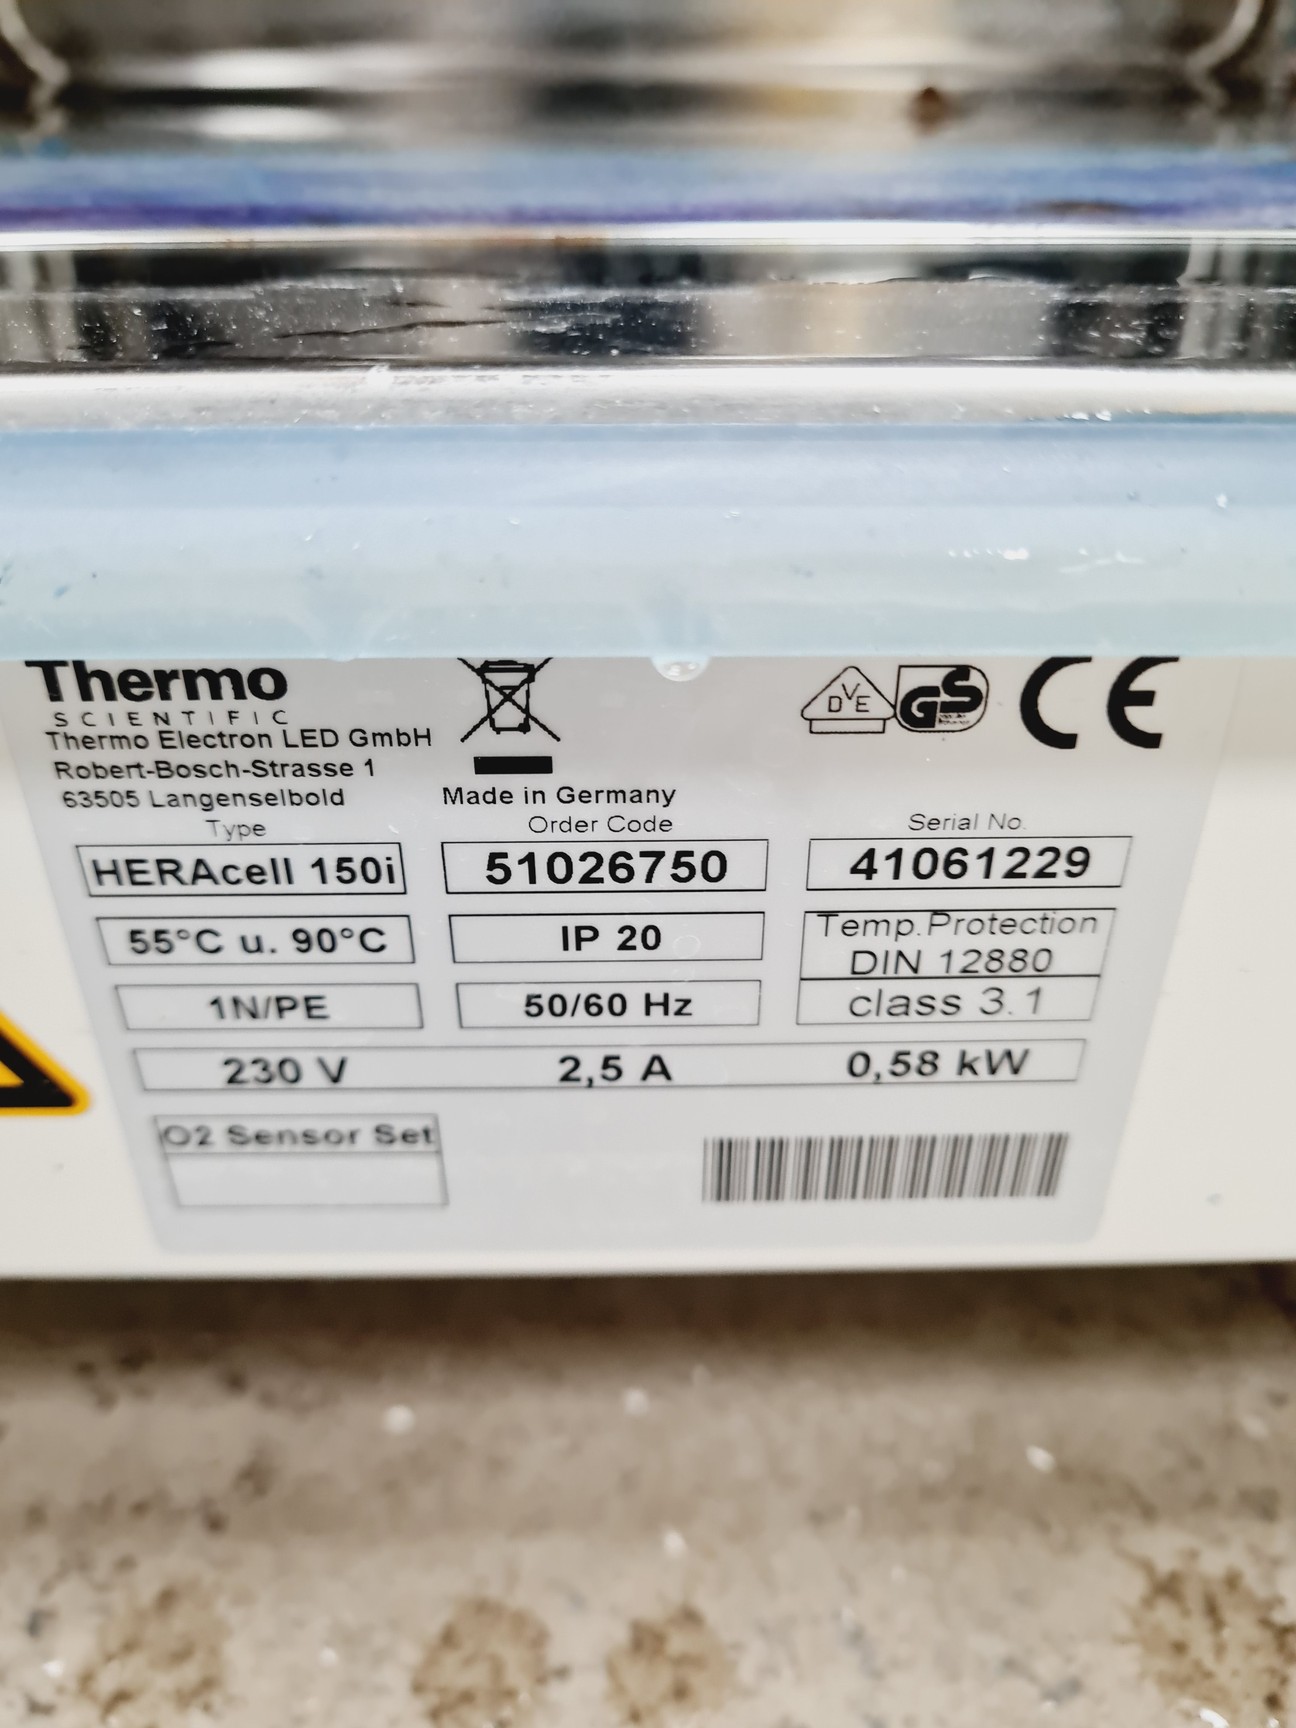 Thermo
SCIENTIFIC
Thermo Electron LED GmbH
Robert-Bosch-Strasse 1
63505 Langenselbold
Made in Germany
DVE
GS
CE
Type
HERAcell 150i
Order Code
51026750
Serial No.
41061229
55°C u. 90°C
IP 20
Temp.Protection
DIN 12880
class 3.1
1N/PE
50/60 Hz
230 V 2,5 A 0,58 kW
O2 Sensor Set